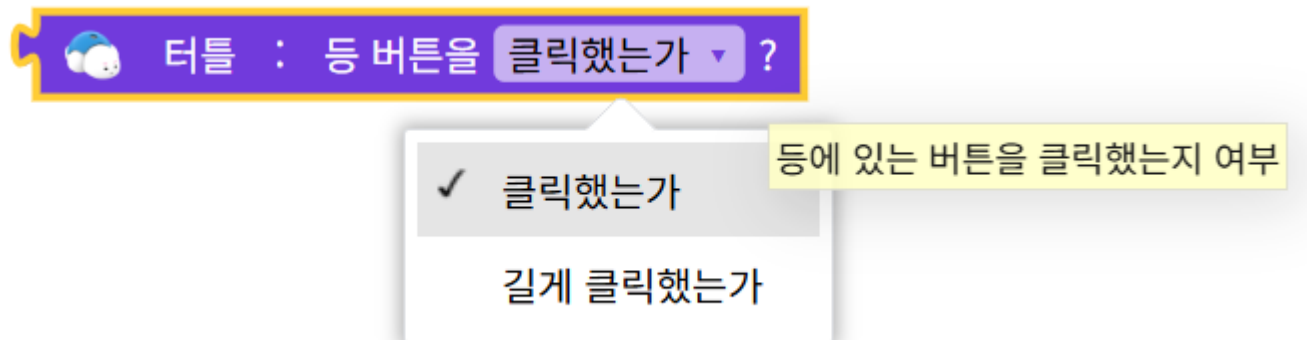 터틀 : 등 버튼을 클릭했는가 ▼ ?
등에 있는 버튼을 클릭했는지 여부
✓ 클릭했는가
길게 클릭했는가